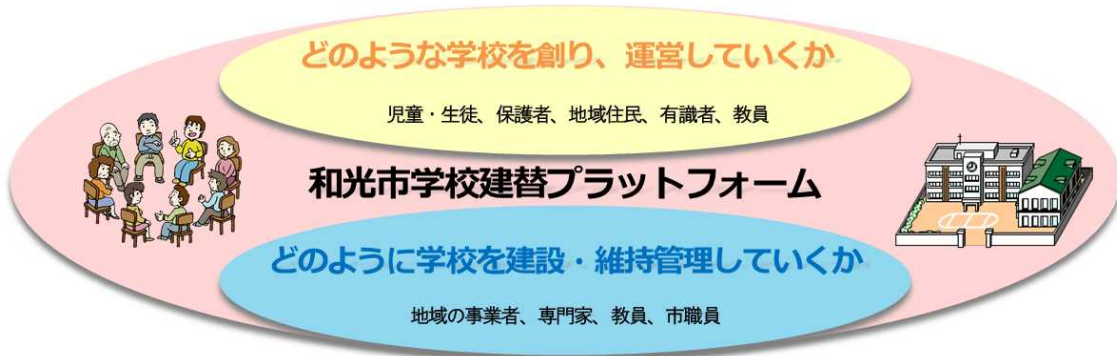 どのような学校を創り、運営していくか
児童・生徒、保護者、地域住民、有識者、教員
和光市学校建替プラットフォーム
どのように学校を建設・維持管理していくか
地域の事業者、専門家、教員、市職員